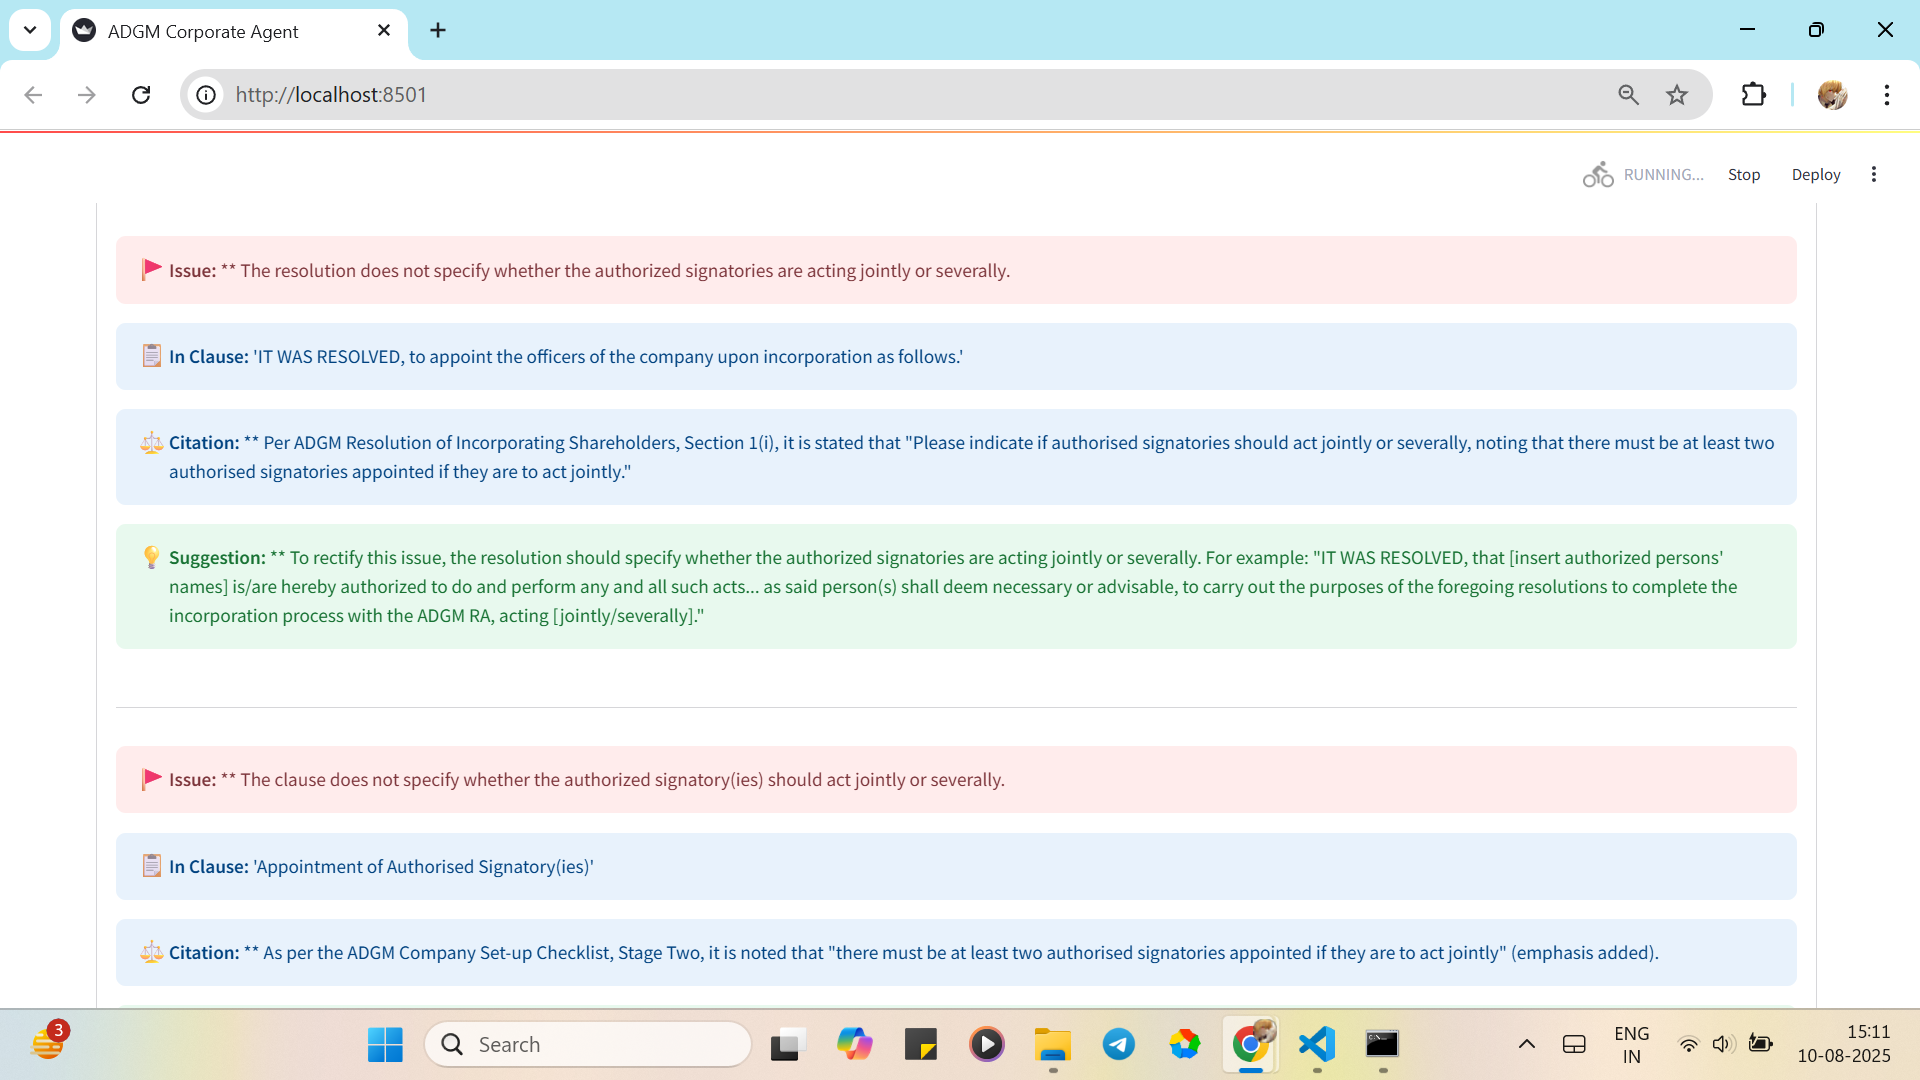 ADGM Corporate Agent
http://localhost:8501
RUNNING...
Stop
Deploy
Issue: ** The resolution does not specify whether the authorized signatories are acting jointly or severally.
In Clause: 'IT WAS RESOLVED, to appoint the officers of the company upon incorporation as follows.'
Citation: ** Per ADGM Resolution of Incorporating Shareholders, Section 1(i), it is stated that "Please indicate if authorised signatories should act jointly or severally, noting that there must be at least two
authorised signatories appointed if they are to act jointly."
Suggestion: ** To rectify this issue, the resolution should specify whether the authorized signatories are acting jointly or severally. For example: "IT WAS RESOLVED, that [insert authorized persons'
names] is/are hereby authorized to do and perform any and all such acts... as said person(s) shall deem necessary or advisable, to carry out the purposes of the foregoing resolutions to complete the
incorporation process with the ADGM RA, acting [jointly/severally]."
Issue: ** The clause does not specify whether the authorized signatory(ies) should act jointly or severally.
In Clause: 'Appointment of Authorised Signatory(ies)'
Citation: ** As per the ADGM Company Set-up Checklist, Stage Two, it is noted that "there must be at least two authorised signatories appointed if they are to act jointly" (emphasis added).
3
Search
ENG
IN
15:11
10-08-2025